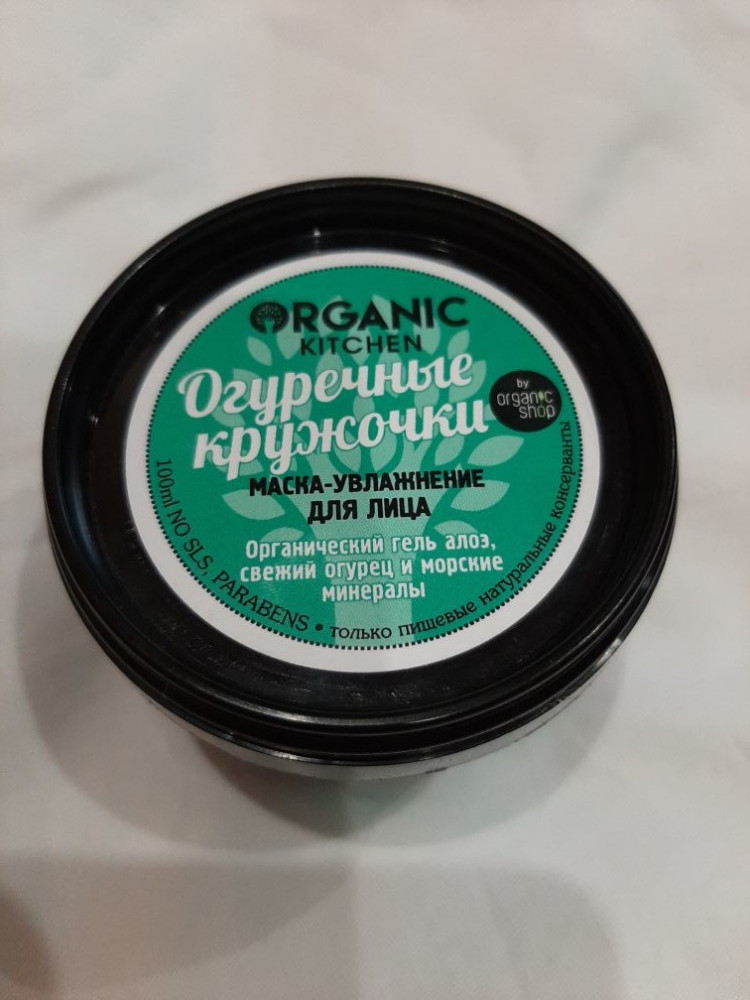 ORGANIC
KITCHEN
Огуречные
кружочки
by
organic
shop
МАСКА-УВЛАЖНЕНИЕ
ДЛЯ ЛИЦА
Органический гель алоэ,
свежий огурец и морские
минералы
100ml NO SLS, PARABENS • только пищевые натуральные консерванты